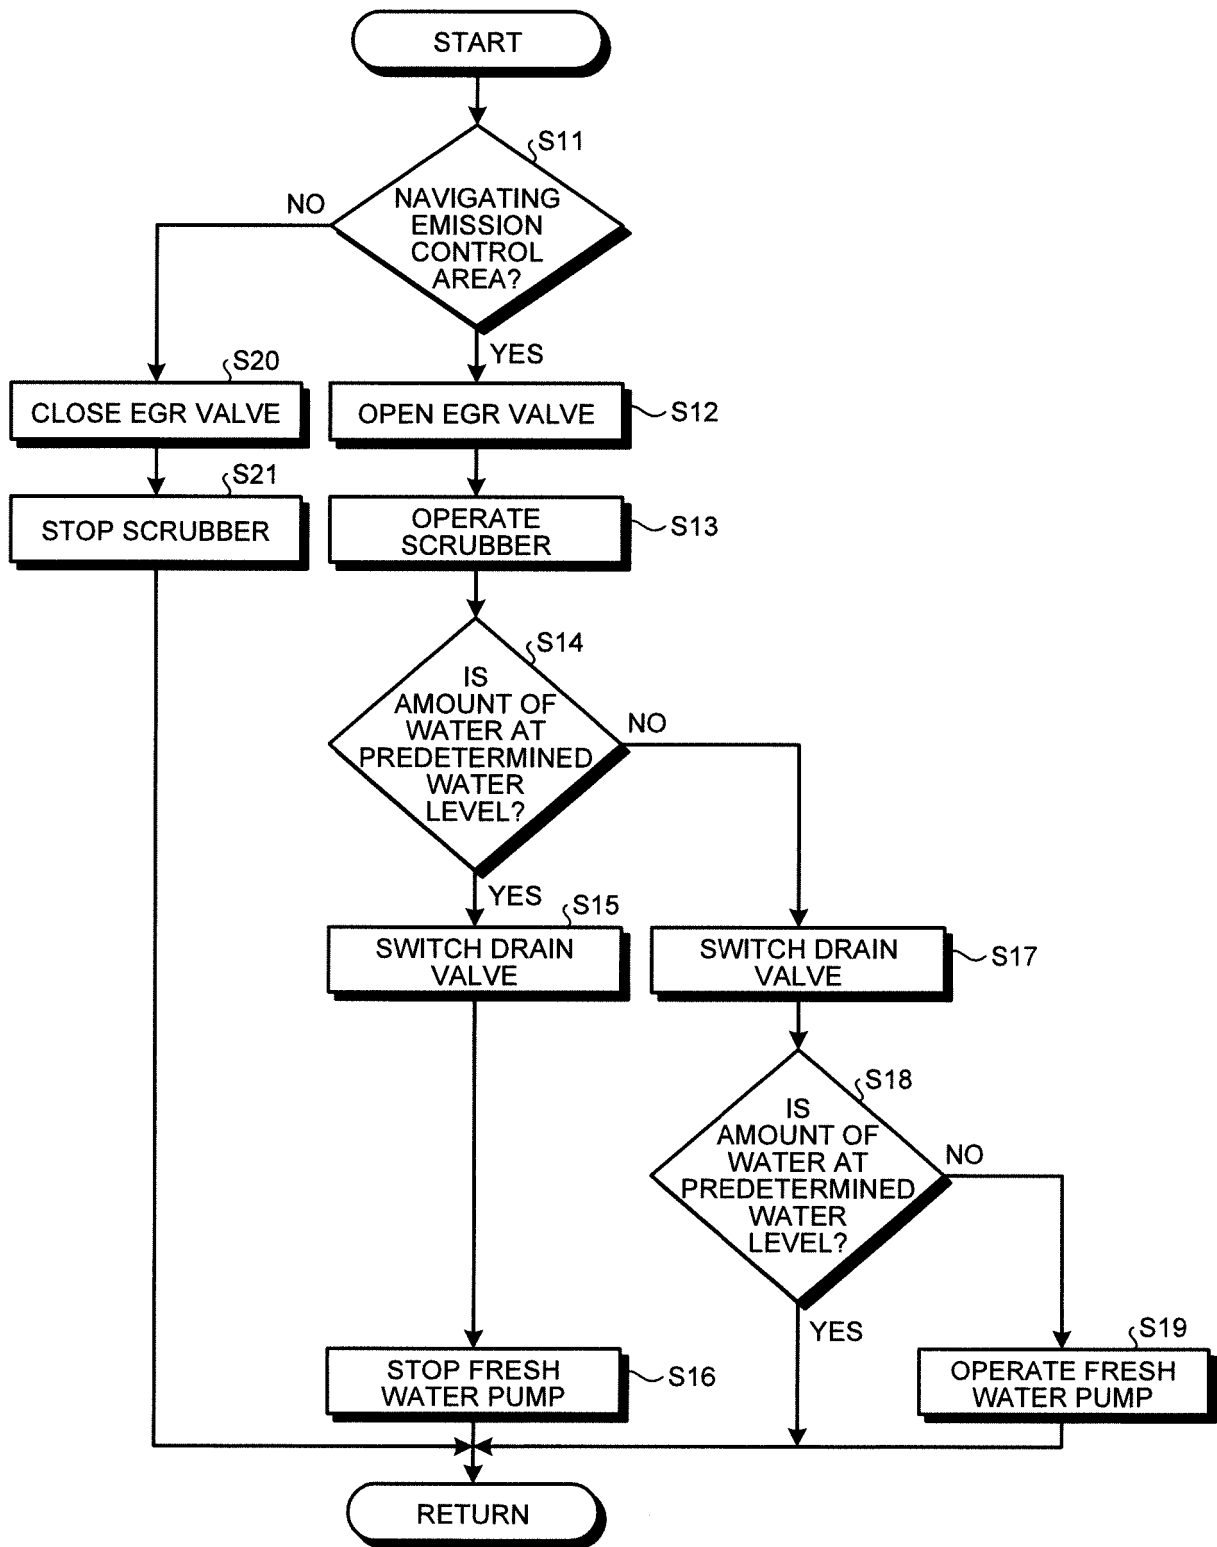 START
S11
NAVIGATING
EMISSION
CONTROL
AREA?
NO
YES
S20
CLOSE EGR VALVE
OPEN EGR VALVE
S12
S21
STOP SCRUBBER
OPERATE
SCRUBBER
S13
S14
IS
AMOUNT OF
WATER AT
PREDETERMINED
WATER
LEVEL?
NO
YES
S15
SWITCH DRAIN
VALVE
SWITCH DRAIN
VALVE
S17
S18
IS
AMOUNT OF
WATER AT
PREDETERMINED
WATER
LEVEL?
NO
YES
STOP FRESH
WATER PUMP
S16
S19
OPERATE FRESH
WATER PUMP
RETURN